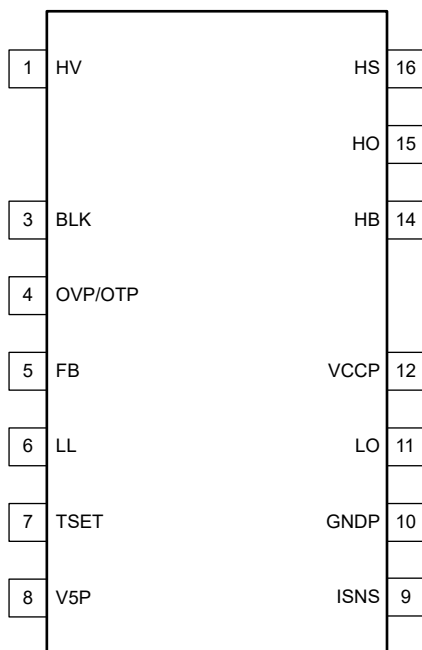 1 HV HS 16
HO 15
3 BLK HB 14
4 OVP/OTP
5 FB VCCP 12
6 LL LO 11
7 TSET GNDP 10
8 V5P ISNS 9